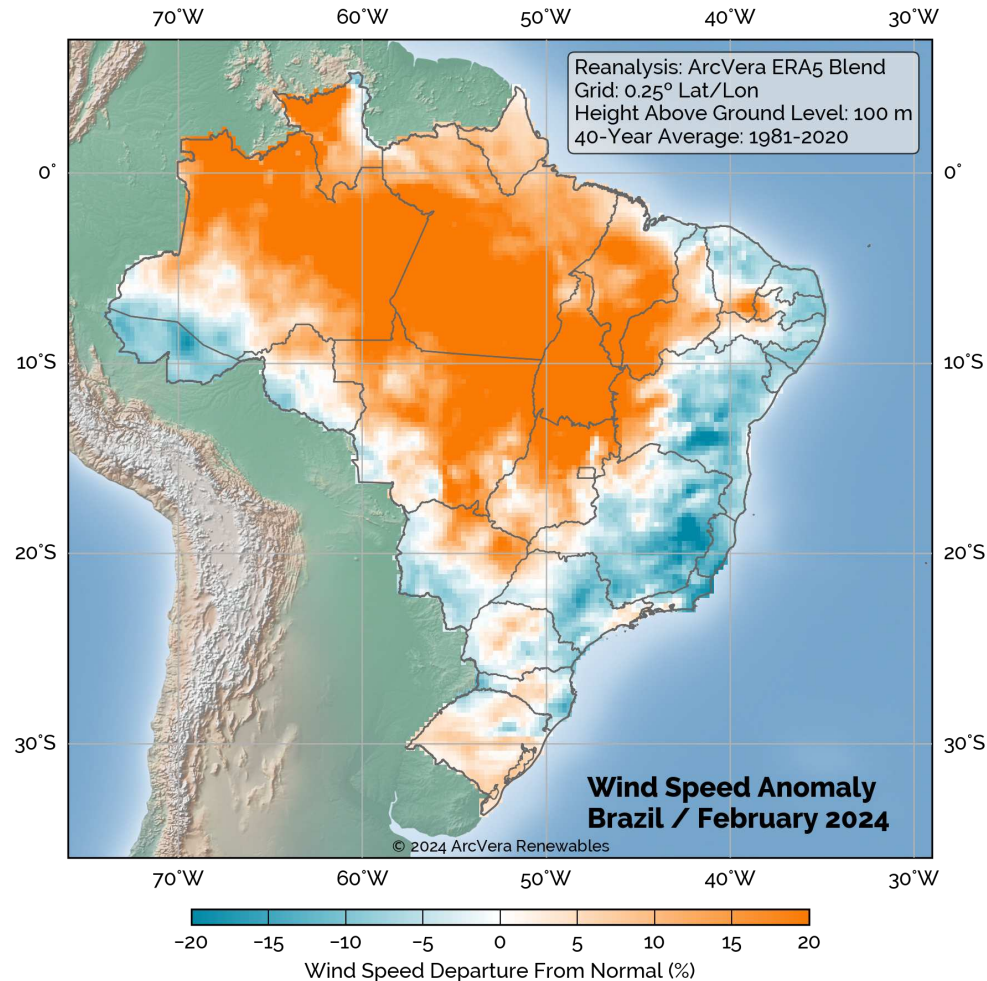 70°W 60°W 50°W 40°W 30°W
Reanalysis: ArcVera ERA5 Blend
Grid: 0.25º Lat/Lon
Height Above Ground Level: 100 m
40-Year Average: 1981-2020
0° 0°
10°S 10°S
20°S 20°S
30°S 30°S
Wind Speed Anomaly
Brazil / February 2024
© 2024 ArcVera Renewables
70°W 60°W 50°W 40°W 30°W
−20 −15 −10 −5 0 5 10 15 20
Wind Speed Departure From Normal (%)